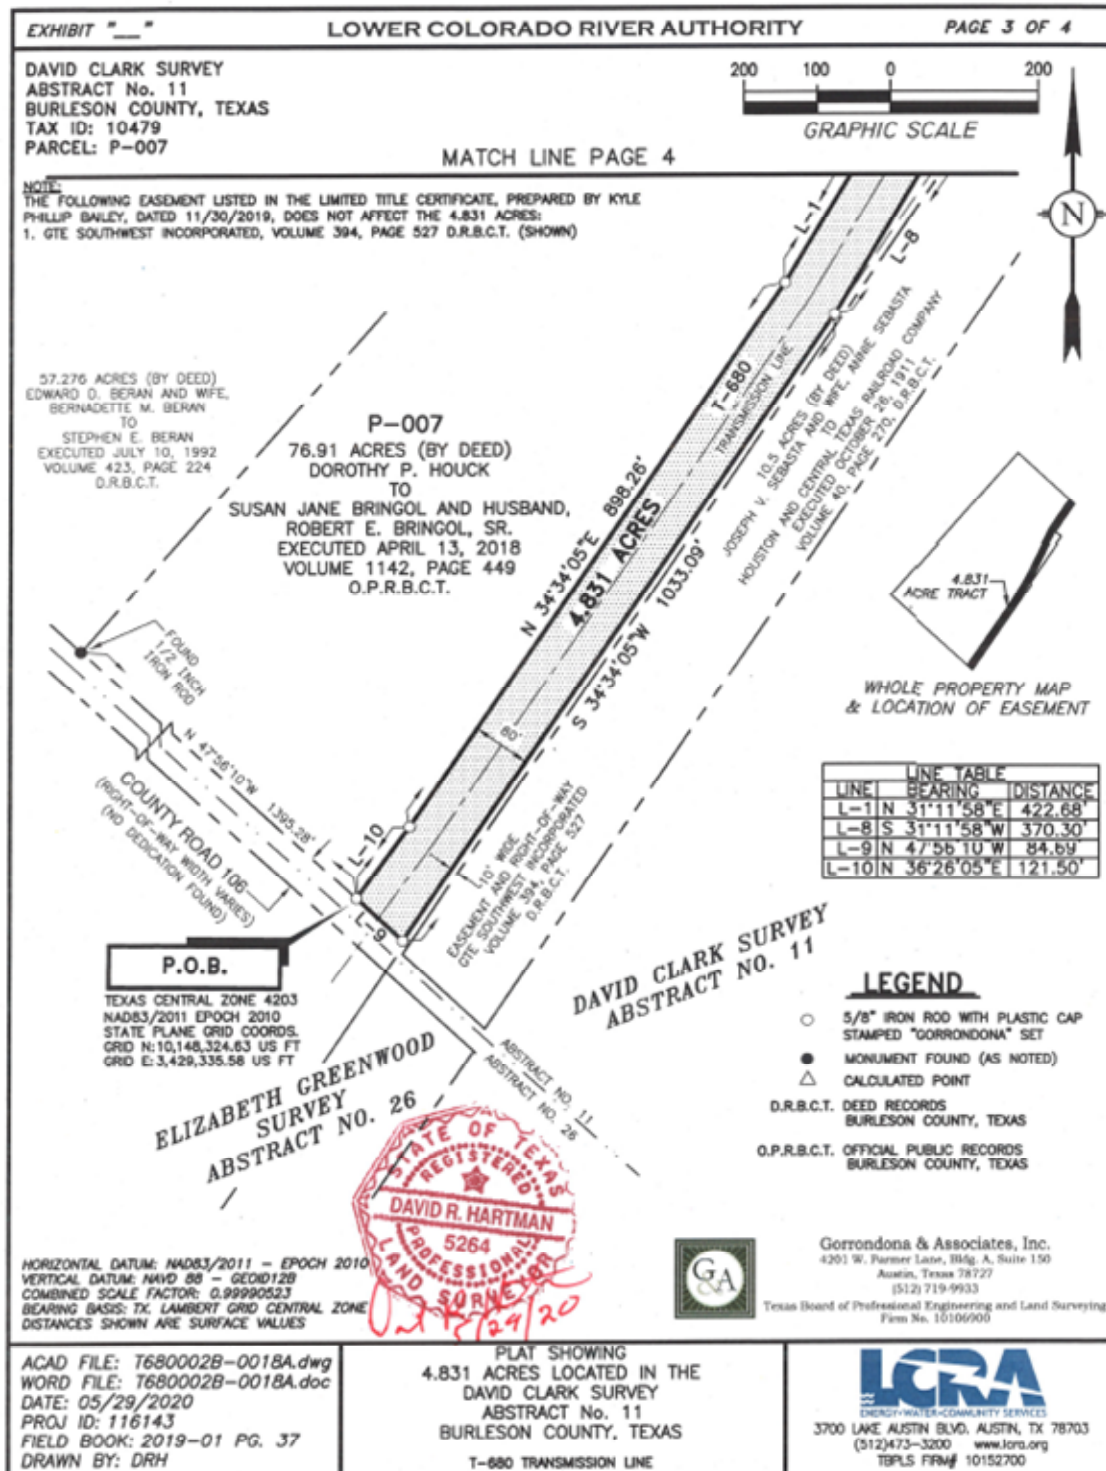 EXHIBIT "__"
LOWER COLORADO RIVER AUTHORITY
PAGE 3 OF 4
DAVID CLARK SURVEY
ABSTRACT No. 11
BURLESON COUNTY, TEXAS
TAX ID: 10479
PARCEL: P-007
200 100 0 200
GRAPHIC SCALE
MATCH LINE PAGE 4
NOTE:
THE FOLLOWING EASEMENT LISTED IN THE LIMITED TITLE CERTIFICATE, PREPARED BY KYLE
PHILLIP BAILEY, DATED 11/30/2019, DOES NOT AFFECT THE 4.831 ACRES:
1. GTE SOUTHWEST INCORPORATED, VOLUME 394, PAGE 527 D.R.B.C.T. (SHOWN)
N
L-1
L-8
57.276 ACRES (BY DEED)
EDWARD O. BERAN AND WIFE,
BERNADETTE M. BERAN
TO
STEPHEN E. BERAN
EXECUTED JULY 10, 1992
VOLUME 423, PAGE 224
D.R.B.C.T.
P-007
76.91 ACRES (BY DEED)
DOROTHY P. HOUCK
TO
SUSAN JANE BRINGOL AND HUSBAND,
ROBERT E. BRINGOL, SR.
EXECUTED APRIL 13, 2018
VOLUME 1142, PAGE 449
O.P.R.B.C.T.
T-680
TRANSMISSION LINE
N 34°34'05"E 898.26'
4.831 ACRES
S 34°34'05"W 1033.09'
10.5 ACRES (BY DEED)
JOSEPH V. SEBASTA AND WIFE, ANNIE SEBASTA
TO
HOUSTON AND CENTRAL TEXAS RAILROAD COMPANY
EXECUTED OCTOBER 26, 1911
VOLUME 40, PAGE 270, D.R.B.C.T.
4.831
ACRE TRACT
WHOLE PROPERTY MAP
& LOCATION OF EASEMENT
FOUND
1/2 INCH
IRON ROD
N 47°56'10"W 1395.28'
COUNTY ROAD 106
(RIGHT-OF-WAY WIDTH VARIES)
(NO DEDICATION FOUND)
80'
L-10
L-9
10' WIDE
EASEMENT AND RIGHT-OF-WAY
GTE SOUTHWEST INCORPORATED
VOLUME 394, PAGE 527
D.R.B.C.T.
LINE TABLE
LINE BEARING DISTANCE
L-1 N 31°11'58"E 422.68'
L-8 S 31°11'58"W 370.30'
L-9 N 47°56'10"W 84.69'
L-10 N 36°26'05"E 121.50'
P.O.B.
TEXAS CENTRAL ZONE 4203
NAD83/2011 EPOCH 2010
STATE PLANE GRID COORDS.
GRID N:10,148,324.63 US FT
GRID E:3,429,335.58 US FT
DAVID CLARK SURVEY
ABSTRACT NO. 11
ELIZABETH GREENWOOD
SURVEY
ABSTRACT NO. 26
ABSTRACT NO. 11
ABSTRACT NO. 26
LEGEND
5/8" IRON ROD WITH PLASTIC CAP
STAMPED "GORRONDONA" SET
MONUMENT FOUND (AS NOTED)
CALCULATED POINT
D.R.B.C.T. DEED RECORDS
BURLESON COUNTY, TEXAS
O.P.R.B.C.T. OFFICIAL PUBLIC RECORDS
BURLESON COUNTY, TEXAS
STATE OF TEXAS
REGISTERED
DAVID R. HARTMAN
5264
PROFESSIONAL
LAND SURVEYOR
5/29/20
HORIZONTAL DATUM: NAD83/2011 - EPOCH 2010
VERTICAL DATUM: NAVD 88 - GEOID12B
COMBINED SCALE FACTOR: 0.99990523
BEARING BASIS: TX. LAMBERT GRID CENTRAL ZONE
DISTANCES SHOWN ARE SURFACE VALUES
G&A
Gorrondona & Associates, Inc.
4201 W. Parmer Lane, Bldg. A, Suite 150
Austin, Texas 78727
(512) 719-9933
Texas Board of Professional Engineering and Land Surveying
Firm No. 10106900
ACAD FILE: T680002B-0018A.dwg
WORD FILE: T680002B-0018A.doc
DATE: 05/29/2020
PROJ ID: 116143
FIELD BOOK: 2019-01 PG. 37
DRAWN BY: DRH
PLAT SHOWING
4.831 ACRES LOCATED IN THE
DAVID CLARK SURVEY
ABSTRACT No. 11
BURLESON COUNTY, TEXAS
T-680 TRANSMISSION LINE
LCRA
ENERGY•WATER•COMMUNITY SERVICES
3700 LAKE AUSTIN BLVD. AUSTIN, TX 78703
(512)473-3200 www.lcra.org
TBPLS FIRM# 10152700